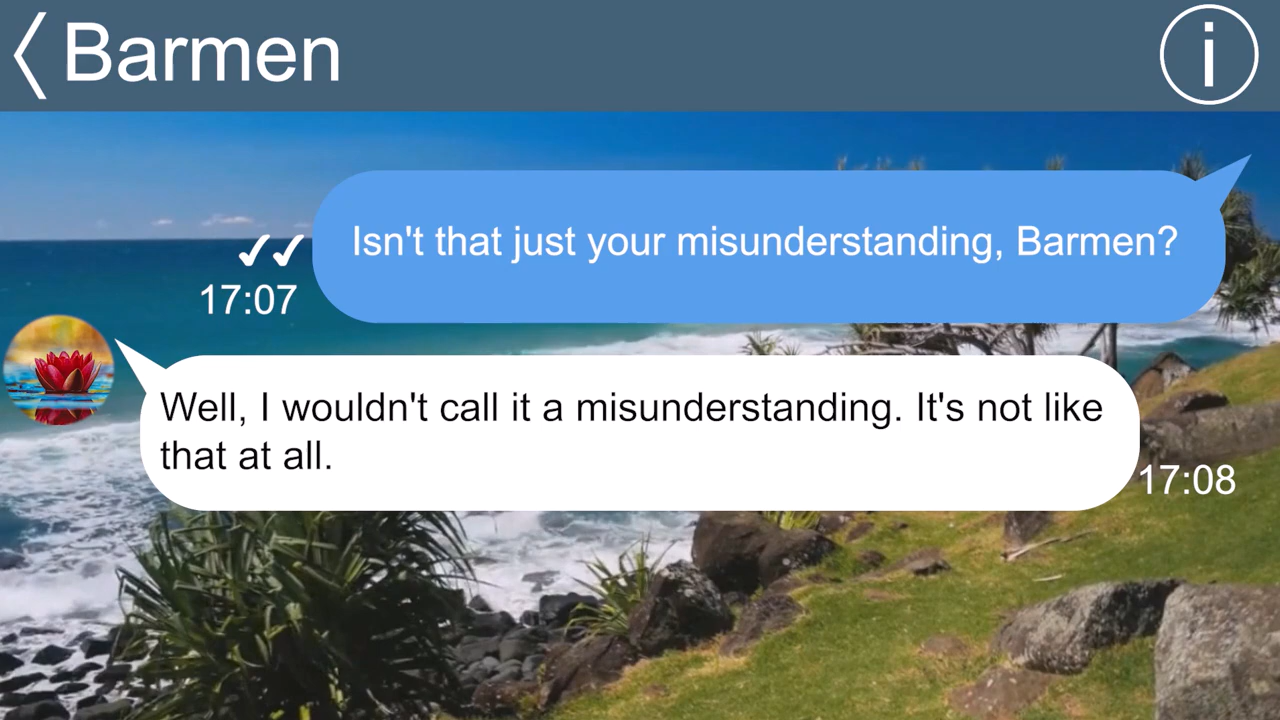 Barmen
i
Isn't that just your misunderstanding, Barmen?
17:07
Well, I wouldn't call it a misunderstanding. It's not like
that at all.
17:08